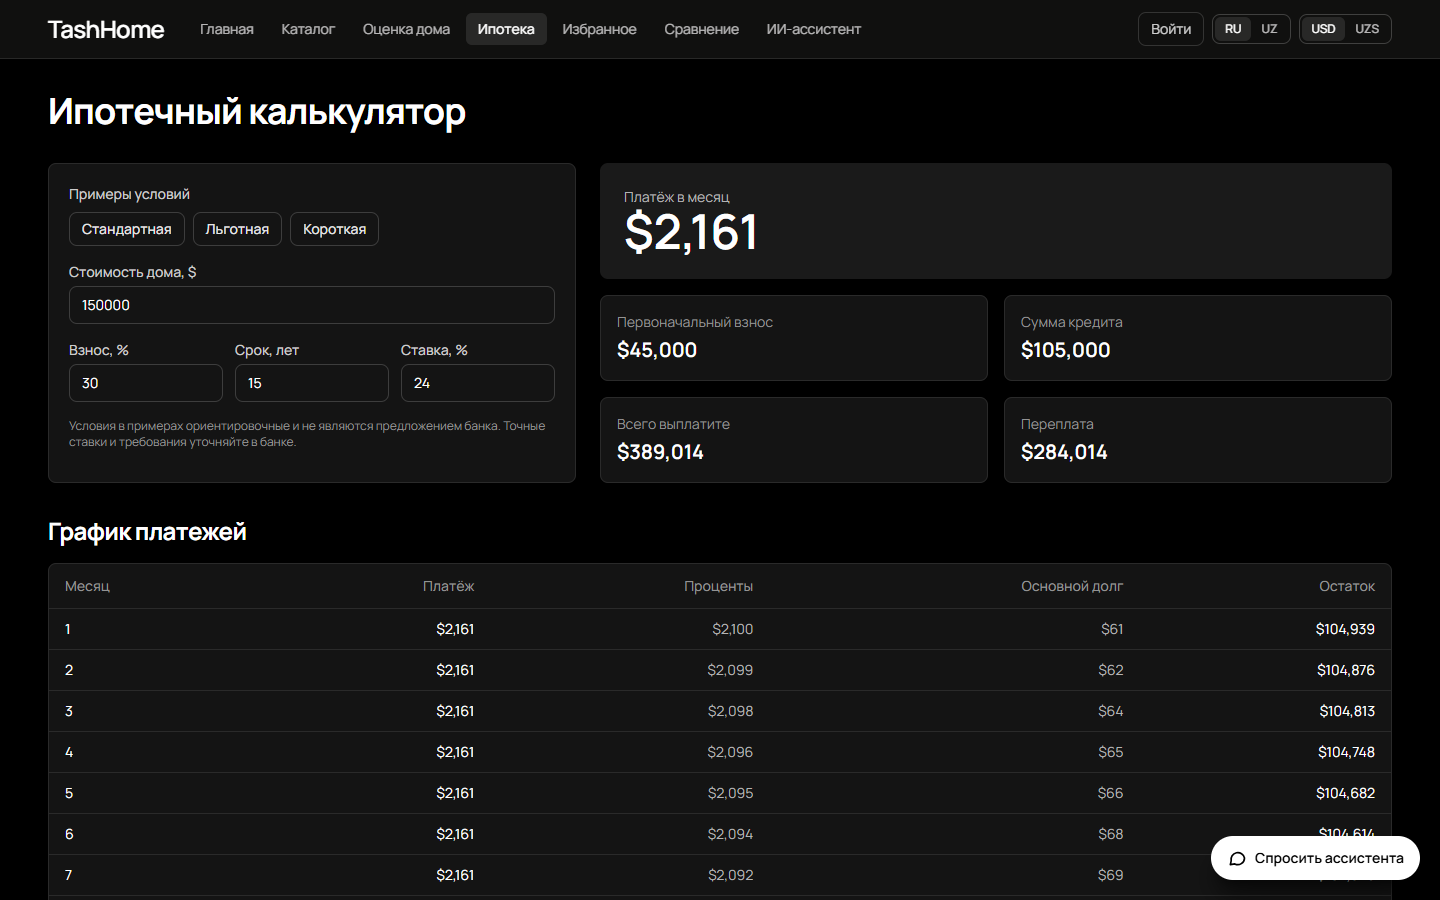 TashHome Главная Каталог Оценка дома Ипотека Избранное Сравнение ИИ-ассистент Войти RU UZ USD UZS
Ипотечный калькулятор
Примеры условий
Стандартная Льготная Короткая
Стоимость дома, $
150000
Взнос, % Срок, лет Ставка, %
30 15 24
Условия в примерах ориентировочные и не являются предложением банка. Точные
ставки и требования уточняйте в банке.
Платёж в месяц
$2,161
Первоначальный взнос
$45,000
Сумма кредита
$105,000
Всего выплатите
$389,014
Переплата
$284,014
График платежей
Месяц Платёж Проценты Основной долг Остаток
1 $2,161 $2,100 $61 $104,939
2 $2,161 $2,099 $62 $104,876
3 $2,161 $2,098 $64 $104,813
4 $2,161 $2,096 $65 $104,748
5 $2,161 $2,095 $66 $104,682
6 $2,161 $2,094 $68 $104,614
7 $2,161 $2,092 $69
Спросить ассистента